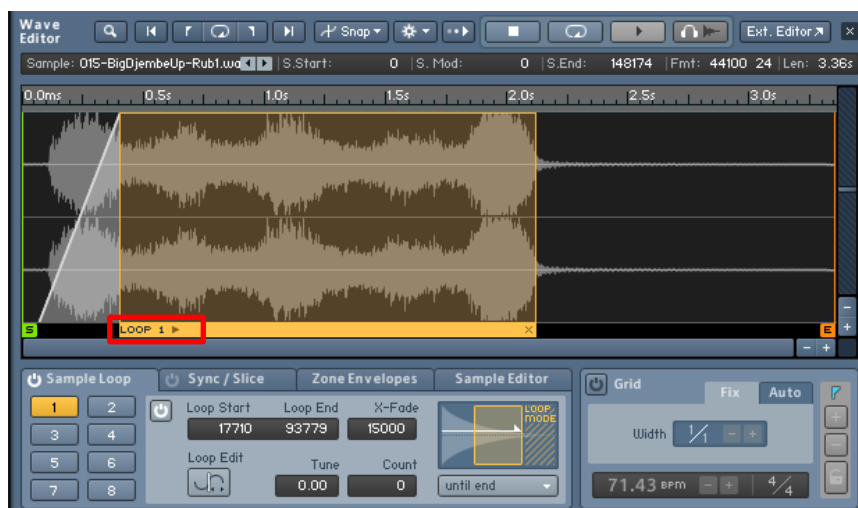 Wave
Editor
Snap
Ext. Editor
Sample: 015-BigDjembeUp-Rub1.wa S.Start: 0 S. Mod: 0 S.End: 148174 Fmt: 44100 24 Len: 3.36s
0.0ms 0.5s 1.0s 1.5s 2.0s 2.5s 3.0s
S LOOP 1 E
Sample Loop Sync / Slice Zone Envelopes Sample Editor Grid Fix Auto
1 2 Loop Start Loop End X-Fade LOOP
MODE
3 4 17710 93779 15000 Width 1/1
5 6 Loop Edit Tune Count
7 8 0.00 0 until end 71.43 BPM 4/4